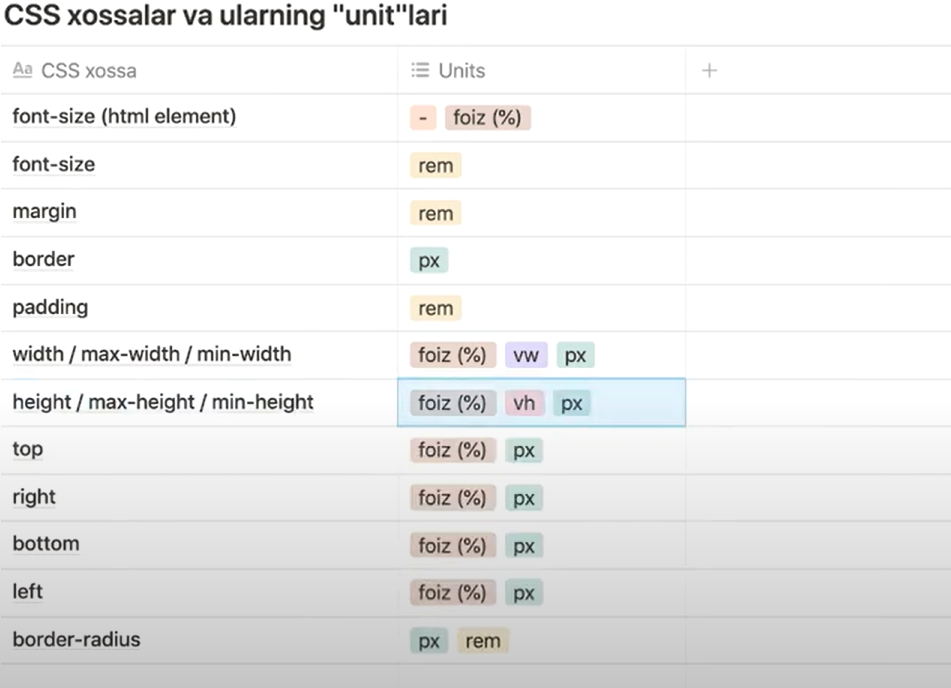 CSS xossalar va ularning "unit"lari
Aa CSS xossa Units +
font-size (html element) - foiz (%)
font-size rem
margin rem
border px
padding rem
width / max-width / min-width foiz (%) vw px
height / max-height / min-height foiz (%) vh px
top foiz (%) px
right foiz (%) px
bottom foiz (%) px
left foiz (%) px
border-radius px rem